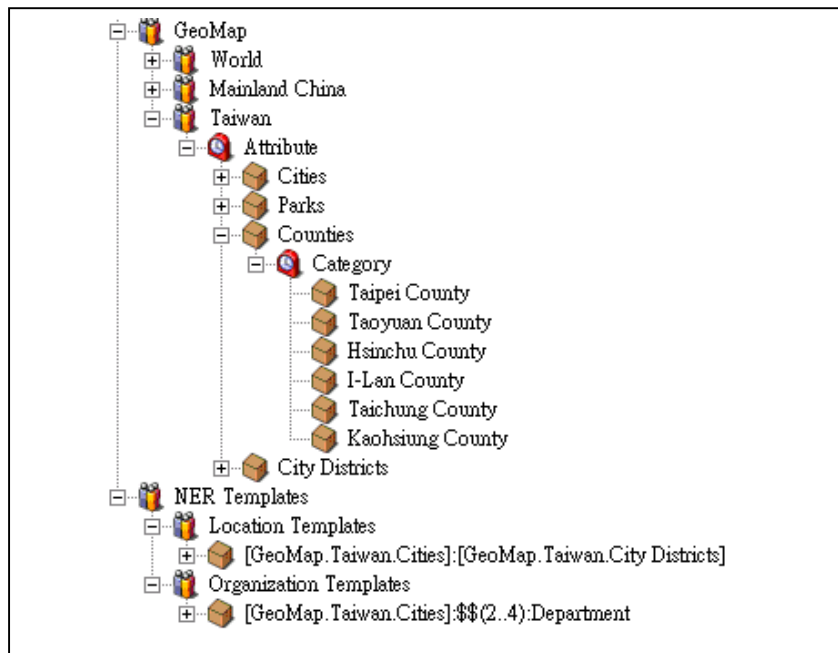 GeoMap
World
Mainland China
Taiwan
Attribute
Cities
Parks
Counties
Category
Taipei County
Taoyuan County
Hsinchu County
I-Lan County
Taichung County
Kaohsiung County
City Districts
NER Templates
Location Templates
[GeoMap.Taiwan.Cities]:[GeoMap.Taiwan.City Districts]
Organization Templates
[GeoMap.Taiwan.Cities]:$$(2..4):Department